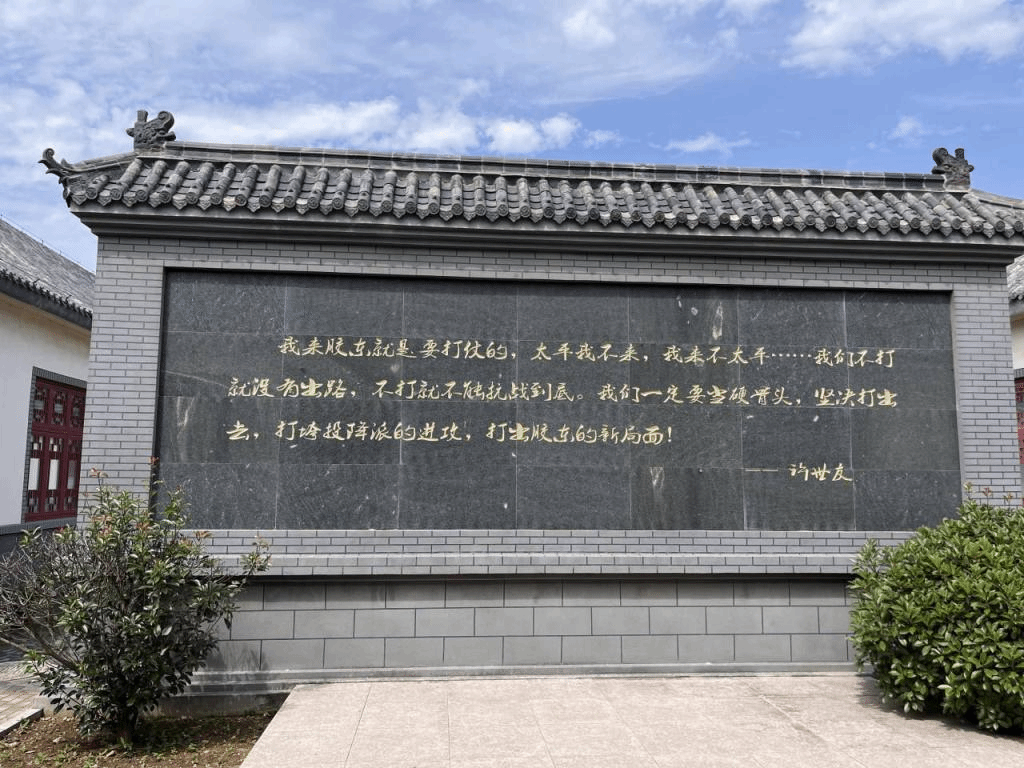 我来胶东就是要打仗的，太平我不来，我来不太平……我们不打
就没有出路，不打就不能抗战到底。我们一定要当硬骨头，坚决打出
去，打垮投降派的进攻，打出胶东的新局面！
—— 许世友